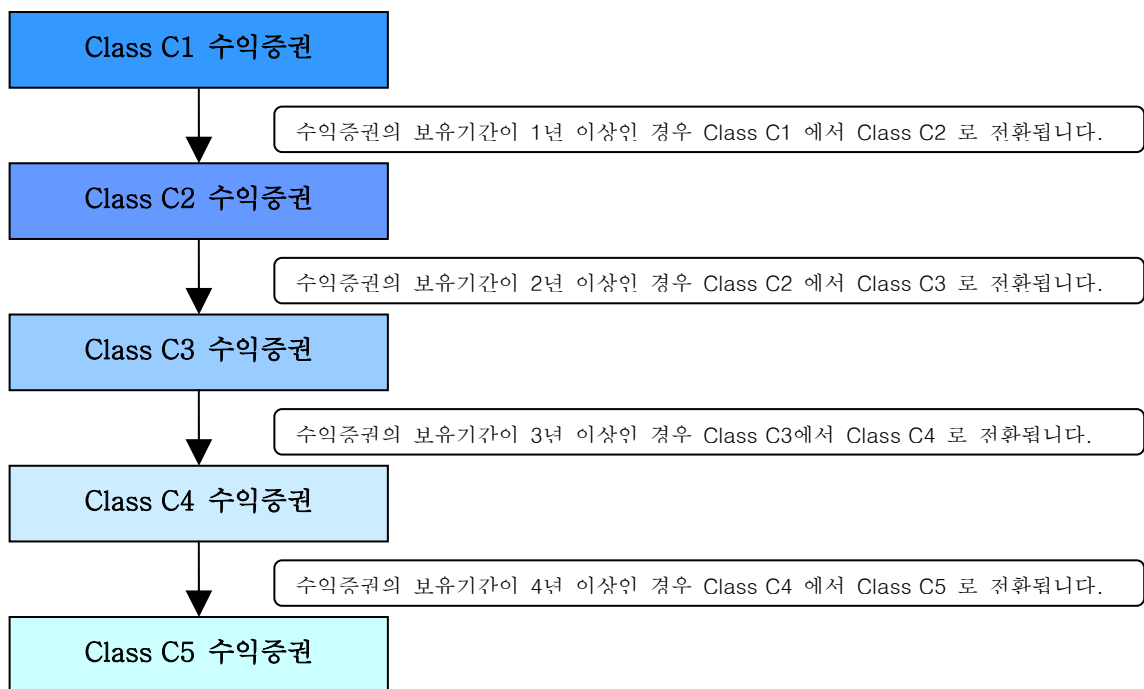 Class C1 수익증권
수익증권의 보유기간이 1년 이상인 경우 Class C1 에서 Class C2 로 전환됩니다.
Class C2 수익증권
수익증권의 보유기간이 2년 이상인 경우 Class C2 에서 Class C3 로 전환됩니다.
Class C3 수익증권
수익증권의 보유기간이 3년 이상인 경우 Class C3에서 Class C4 로 전환됩니다.
Class C4 수익증권
수익증권의 보유기간이 4년 이상인 경우 Class C4 에서 Class C5 로 전환됩니다.
Class C5 수익증권